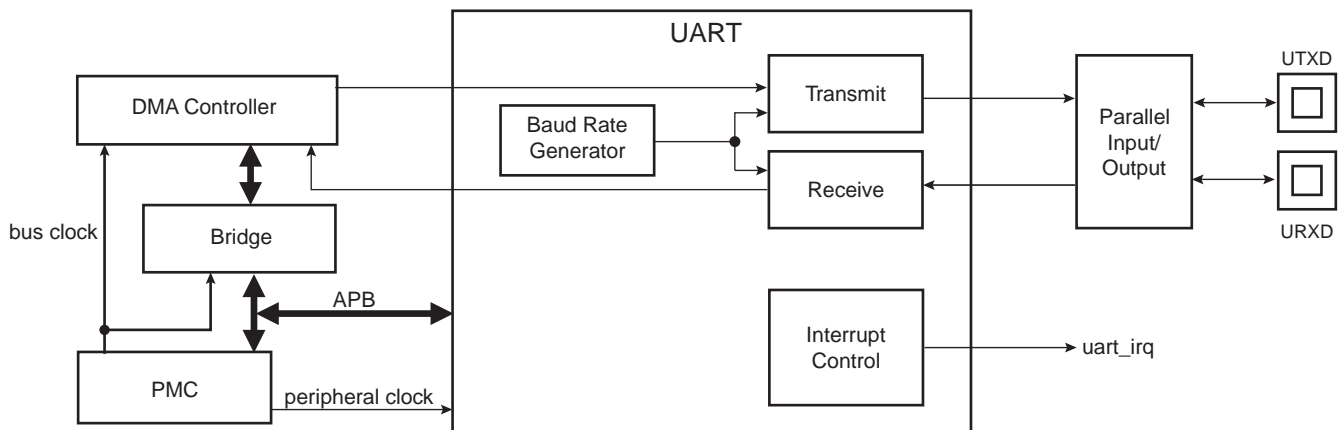 UART
UTXD
DMA Controller
Transmit
Baud Rate
Generator
Parallel
Input/
Output
Receive
bus clock
Bridge
URXD
APB
Interrupt
Control
uart_irq
PMC
peripheral clock